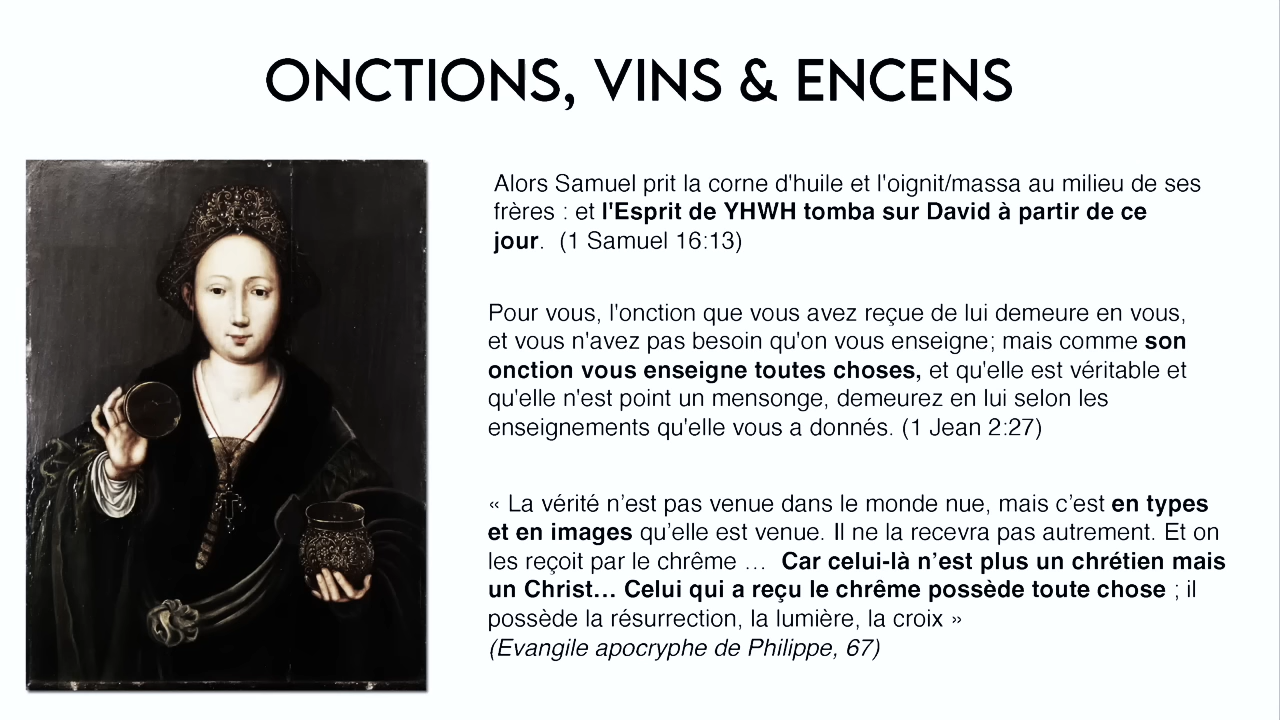 ONCTIONS, VINS & ENCENS
Alors Samuel prit la corne d'huile et l'oignit/massa au milieu de ses
frères : et l'Esprit de YHWH tomba sur David à partir de ce
jour.  (1 Samuel 16:13)
Pour vous, l'onction que vous avez reçue de lui demeure en vous,
et vous n'avez pas besoin qu'on vous enseigne; mais comme son
onction vous enseigne toutes choses, et qu'elle est véritable et
qu'elle n'est point un mensonge, demeurez en lui selon les
enseignements qu'elle vous a donnés. (1 Jean 2:27)
« La vérité n’est pas venue dans le monde nue, mais c’est en types
et en images qu’elle est venue. Il ne la recevra pas autrement. Et on
les reçoit par le chrême …  Car celui-là n’est plus un chrétien mais
un Christ… Celui qui a reçu le chrême possède toute chose ; il
possède la résurrection, la lumière, la croix »
(Evangile apocryphe de Philippe, 67)